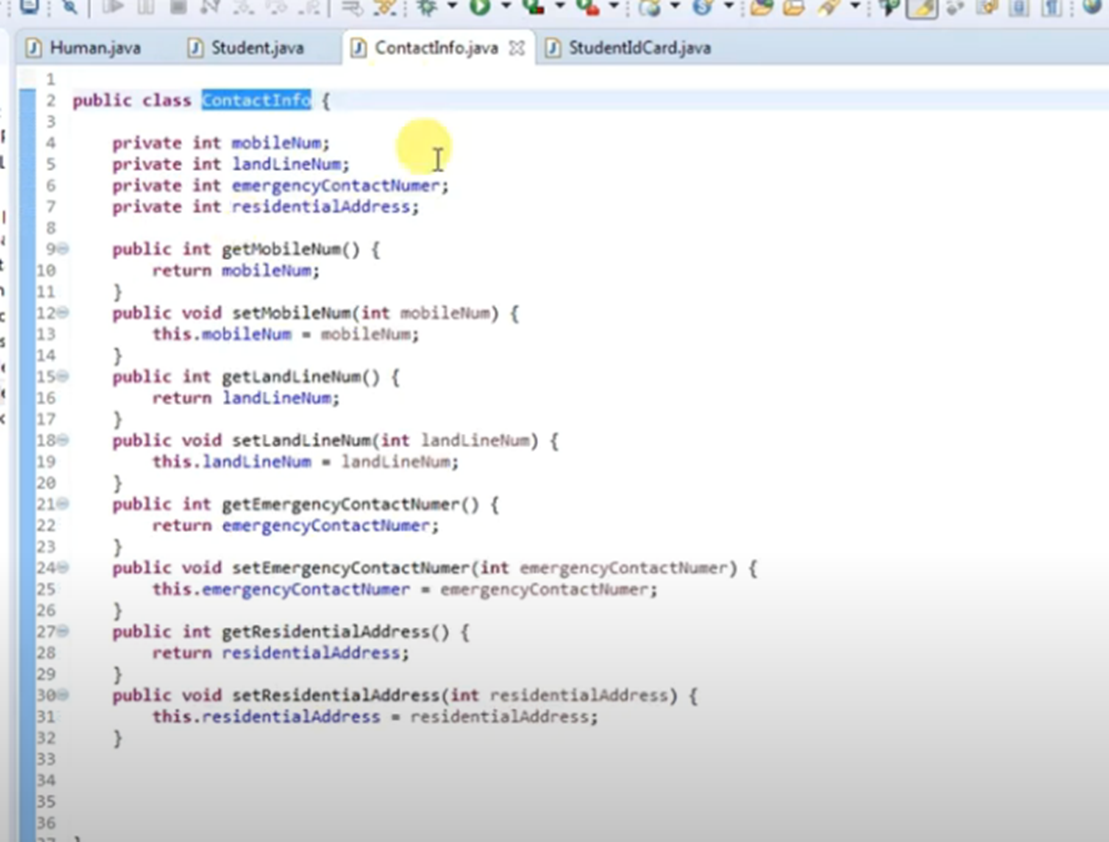 Human.java Student.java ContactInfo.java StudentIdCard.java
1
2 public class ContactInfo {
3
4 private int mobileNum;
5 private int landLineNum;
6 private int emergencyContactNumer;
7 private int residentialAddress;
8
9 public int getMobileNum() {
10 return mobileNum;
11 }
12 public void setMobileNum(int mobileNum) {
13 this.mobileNum = mobileNum;
14 }
15 public int getLandLineNum() {
16 return landLineNum;
17 }
18 public void setLandLineNum(int landLineNum) {
19 this.landLineNum = landLineNum;
20 }
21 public int getEmergencyContactNumer() {
22 return emergencyContactNumer;
23 }
24 public void setEmergencyContactNumer(int emergencyContactNumer) {
25 this.emergencyContactNumer = emergencyContactNumer;
26 }
27 public int getResidentialAddress() {
28 return residentialAddress;
29 }
30 public void setResidentialAddress(int residentialAddress) {
31 this.residentialAddress = residentialAddress;
32 }
33
34
35
36